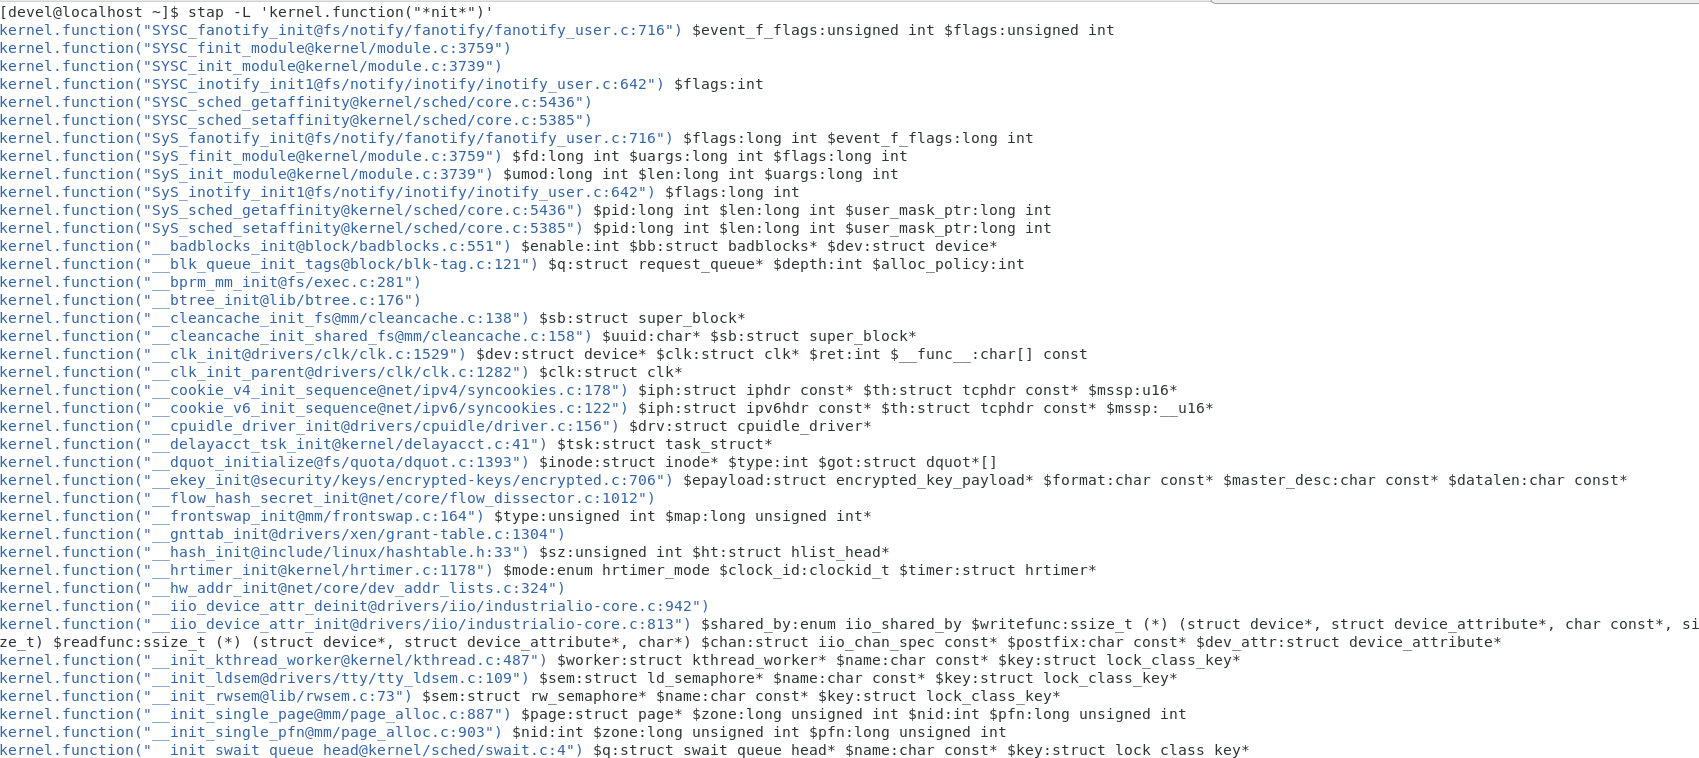 [devel@localhost ~]$ stap -L 'kernel.function("*nit*")'
kernel.function("SYSC_fanotify_init@fs/notify/fanotify/fanotify_user.c:716") $event_f_flags:unsigned int $flags:unsigned int
kernel.function("SYSC_finit_module@kernel/module.c:3759")
kernel.function("SYSC_init_module@kernel/module.c:3739")
kernel.function("SYSC_inotify_init1@fs/notify/inotify/inotify_user.c:642") $flags:int
kernel.function("SYSC_sched_getaffinity@kernel/sched/core.c:5436")
kernel.function("SYSC_sched_setaffinity@kernel/sched/core.c:5385")
kernel.function("SyS_fanotify_init@fs/notify/fanotify/fanotify_user.c:716") $flags:long int $event_f_flags:long int
kernel.function("SyS_finit_module@kernel/module.c:3759") $fd:long int $uargs:long int $flags:long int
kernel.function("SyS_init_module@kernel/module.c:3739") $umod:long int $len:long int $uargs:long int
kernel.function("SyS_inotify_init1@fs/notify/inotify/inotify_user.c:642") $flags:long int
kernel.function("SyS_sched_getaffinity@kernel/sched/core.c:5436") $pid:long int $len:long int $user_mask_ptr:long int
kernel.function("SyS_sched_setaffinity@kernel/sched/core.c:5385") $pid:long int $len:long int $user_mask_ptr:long int
kernel.function("__badblocks_init@block/badblocks.c:551") $enable:int $bb:struct badblocks* $dev:struct device*
kernel.function("__blk_queue_init_tags@block/blk-tag.c:121") $q:struct request_queue* $depth:int $alloc_policy:int
kernel.function("__bprm_mm_init@fs/exec.c:281")
kernel.function("__btree_init@lib/btree.c:176")
kernel.function("__cleancache_init_fs@mm/cleancache.c:138") $sb:struct super_block*
kernel.function("__cleancache_init_shared_fs@mm/cleancache.c:158") $uuid:char* $sb:struct super_block*
kernel.function("__clk_init@drivers/clk/clk.c:1529") $dev:struct device* $clk:struct clk* $ret:int $__func__:char[] const
kernel.function("__clk_init_parent@drivers/clk/clk.c:1282") $clk:struct clk*
kernel.function("__cookie_v4_init_sequence@net/ipv4/syncookies.c:178") $iph:struct iphdr const* $th:struct tcphdr const* $mssp:u16*
kernel.function("__cookie_v6_init_sequence@net/ipv6/syncookies.c:122") $iph:struct ipv6hdr const* $th:struct tcphdr const* $mssp:__u16*
kernel.function("__cpuidle_driver_init@drivers/cpuidle/driver.c:156") $drv:struct cpuidle_driver*
kernel.function("__delayacct_tsk_init@kernel/delayacct.c:41") $tsk:struct task_struct*
kernel.function("__dquot_initialize@fs/quota/dquot.c:1393") $inode:struct inode* $type:int $got:struct dquot*[]
kernel.function("__ekey_init@security/keys/encrypted-keys/encrypted.c:706") $epayload:struct encrypted_key_payload* $format:char const* $master_desc:char const* $datalen:char const*
kernel.function("__flow_hash_secret_init@net/core/flow_dissector.c:1012")
kernel.function("__frontswap_init@mm/frontswap.c:164") $type:unsigned int $map:long unsigned int*
kernel.function("__gnttab_init@drivers/xen/grant-table.c:1304")
kernel.function("__hash_init@include/linux/hashtable.h:33") $sz:unsigned int $ht:struct hlist_head*
kernel.function("__hrtimer_init@kernel/hrtimer.c:1178") $mode:enum hrtimer_mode $clock_id:clockid_t $timer:struct hrtimer*
kernel.function("__hw_addr_init@net/core/dev_addr_lists.c:324")
kernel.function("__iio_device_attr_deinit@drivers/iio/industrialio-core.c:942")
kernel.function("__iio_device_attr_init@drivers/iio/industrialio-core.c:813") $shared_by:enum iio_shared_by $writefunc:ssize_t (*) (struct device*, struct device_attribute*, char const*, si
ze_t) $readfunc:ssize_t (*) (struct device*, struct device_attribute*, char*) $chan:struct iio_chan_spec const* $postfix:char const* $dev_attr:struct device_attribute*
kernel.function("__init_kthread_worker@kernel/kthread.c:487") $worker:struct kthread_worker* $name:char const* $key:struct lock_class_key*
kernel.function("__init_ldsem@drivers/tty/tty_ldsem.c:109") $sem:struct ld_semaphore* $name:char const* $key:struct lock_class_key*
kernel.function("__init_rwsem@lib/rwsem.c:73") $sem:struct rw_semaphore* $name:char const* $key:struct lock_class_key*
kernel.function("__init_single_page@mm/page_alloc.c:887") $page:struct page* $zone:long unsigned int $nid:int $pfn:long unsigned int
kernel.function("__init_single_pfn@mm/page_alloc.c:903") $nid:int $zone:long unsigned int $pfn:long unsigned int
kernel.function("__init_swait_queue_head@kernel/sched/swait.c:4") $q:struct swait_queue_head* $name:char const* $key:struct lock_class_key*